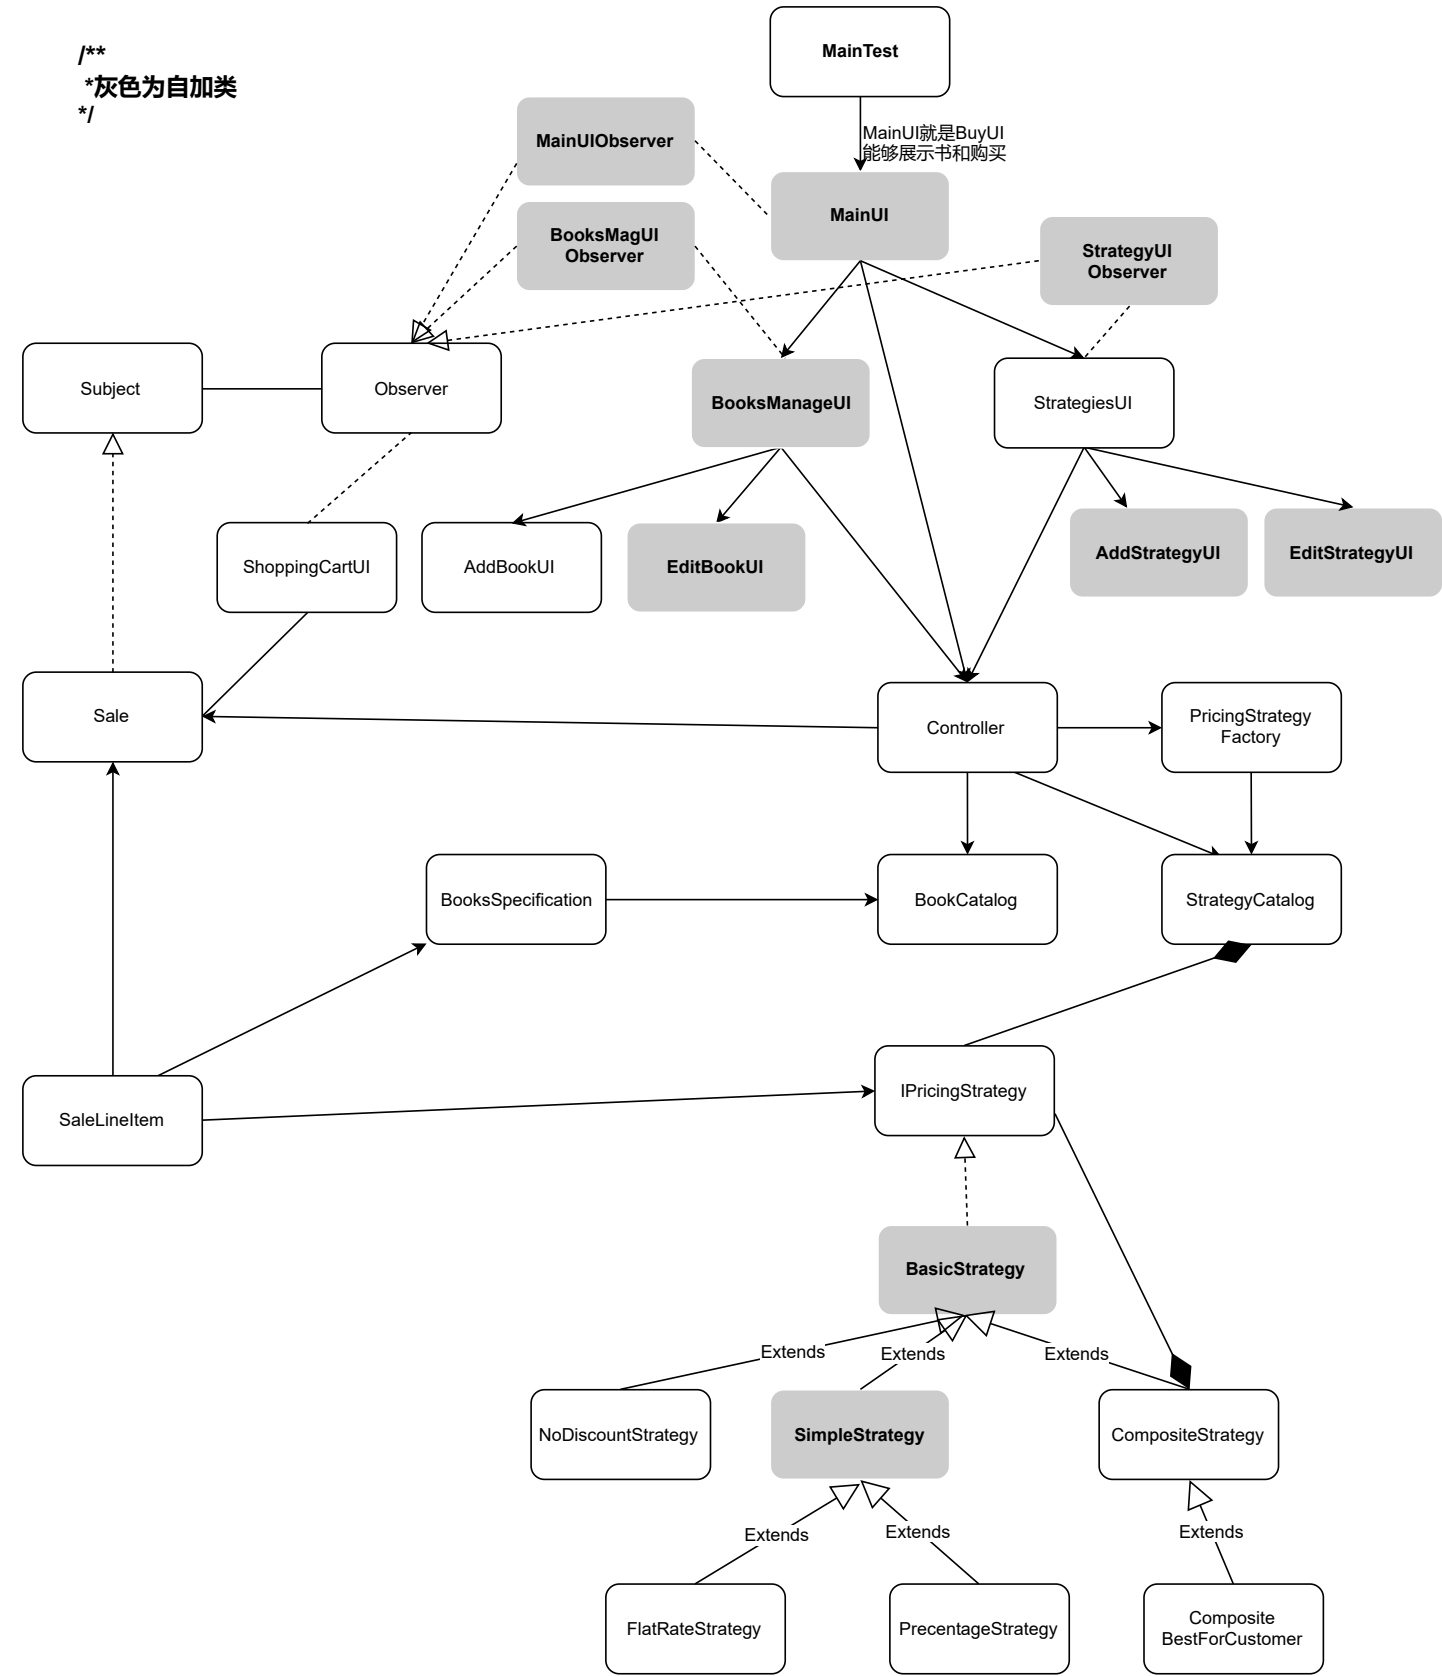 /**
*灰色为自加类
*/
MainTest
MainUI就是BuyUI
能够展示书和购买
MainUIObserver
MainUI
BooksMagUI
Observer
StrategyUI
Observer
Subject
Observer
BooksManageUI
StrategiesUI
ShoppingCartUI
AddBookUI
EditBookUI
AddStrategyUI
EditStrategyUI
Sale
Controller
PricingStrategy
Factory
BooksSpecification
BookCatalog
StrategyCatalog
SaleLineItem
IPricingStrategy
BasicStrategy
Extends
Extends
Extends
NoDiscountStrategy
SimpleStrategy
CompositeStrategy
Extends
Extends
Extends
FlatRateStrategy
PrecentageStrategy
Composite
BestForCustomer